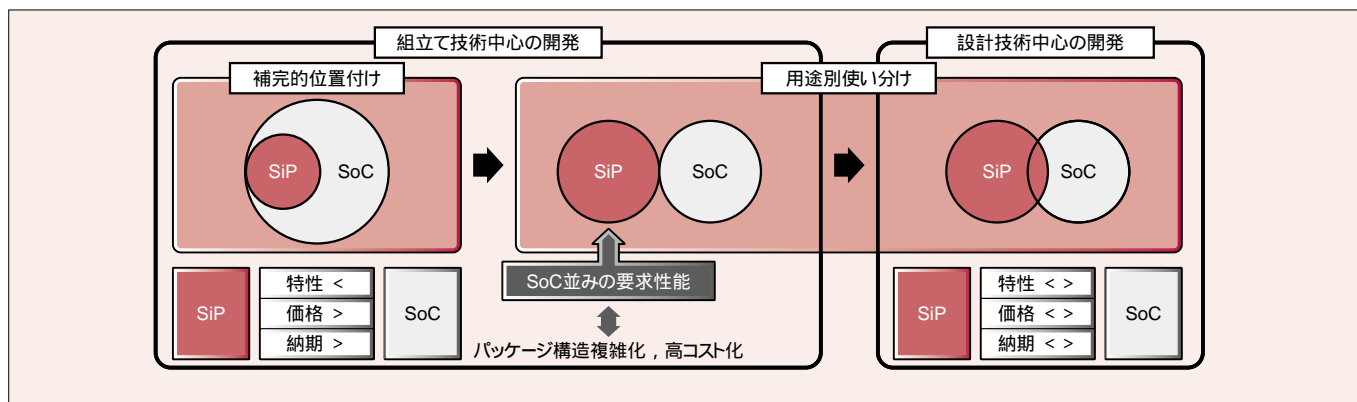 組立て技術中心の開発
設計技術中心の開発
補完的位置付け
用途別使い分け
SiP
SoC
SiP
SoC
SiP
SoC
SoC並みの要求性能
パッケージ構造複雑化，高コスト化
SiP
特性 <
価格 >
納期 >
SoC
SiP
特性 < >
価格 < >
納期 < >
SoC